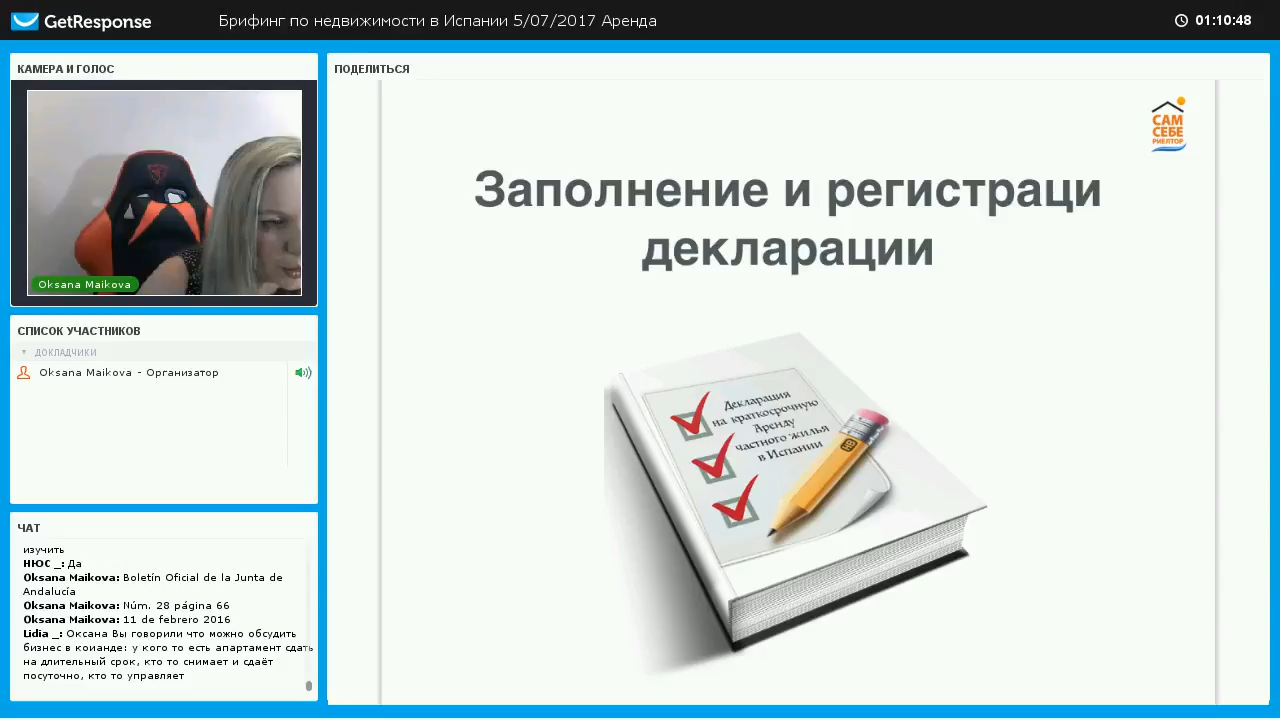 GetResponse
Брифинг по недвижимости в Испании 5/07/2017 Аренда
01:10:48
КАМЕРА И ГОЛОС
Oksana Maikova
СПИСОК УЧАСТНИКОВ
ДОКЛАДЧИКИ
Oksana Maikova - Организатор
ЧАТ
изучить
НЮС _: Да
Oksana Maikova: Boletín Oficial de la Junta de
Andalucía
Oksana Maikova: Núm. 28 página 66
Oksana Maikova: 11 de febrero 2016
Lidia _: Оксана Вы говорили что можно обсудить
бизнес в коианде: у кого то есть апартамент сдать
на длительный срок, кто то снимает и сдаёт
посуточно, кто то управляет
ПОДЕЛИТЬСЯ
САМ
СЕБЕ
РИЕЛТОР
Заполнение и регистраци
декларации
Декларация
на краткосрочную
Аренду
частного жилья
в Испании
HB